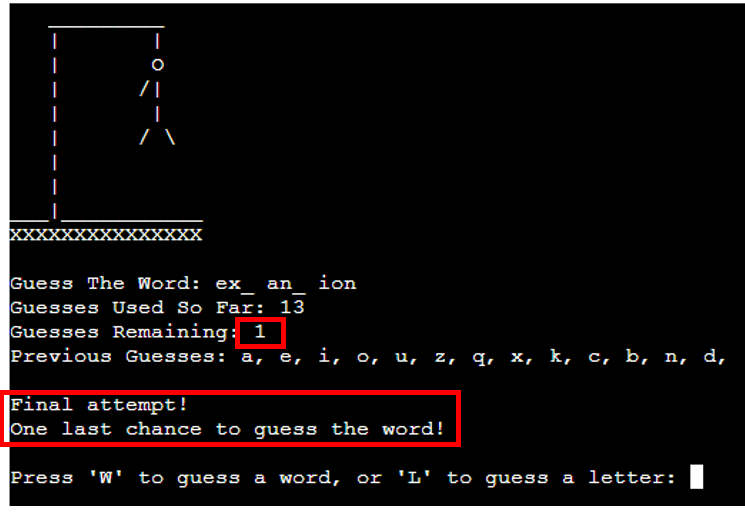 XXXXXXXXXXXXXXX
Guess The Word: ex_ an_ ion
Guesses Used So Far: 13
Guesses Remaining: 1
Previous Guesses: a, e, i, o, u, z, q, x, k, c, b, n, d,
Final attempt!
One last chance to guess the word!
Press 'W' to guess a word, or 'L' to guess a letter: